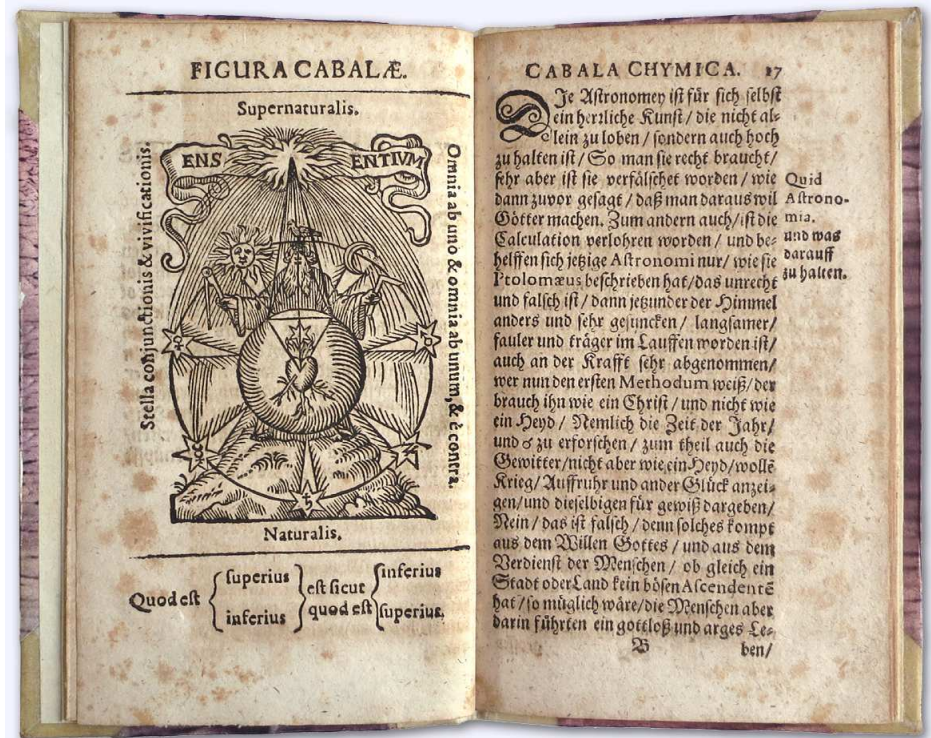 FIGURA CABALÆ.
Supernaturalis.
ENS ENTIUM
Stella conjunctionis & vivificationis.
Omnia ab uno & omnia ab unum, & è contra.
Naturalis.
superius est sicut inferius
Quod est
inferius quod est superius.
CABALA CHYMICA. 17
DIe Astronomey ist für sich selbst
ein herzliche Kunst / die nicht al-
lein zu loben / sondern auch hoch
zu halten ist / So man sie recht braucht /
sehr aber ist sie verfälschet worden / wie
dann zuvor gesagt / daß man daraus wil
Götter machen. Zum andern auch / ist die
Calculation verlohren worden / und be-
helffen sich jetzige Astronomi nur / wie sie
Ptolomæus beschrieben hat / das unrecht
und falsch ist / dann jetzunder der Himmel
anders und sehr gesuncken / langsamer /
fauler und träger im Lauffen worden ist /
auch an der Krafft sehr abgenommen /
wer nun den ersten Methodum weiß / der
brauch ihn wie ein Christ / und nicht wie
ein Heyd / Nemlich die Zeit der Jahr /
und ♂ zu erforschen / zum theil auch die
Gewitter / nicht aber wie ein Heyd / wollē
Krieg / Auffruhr und ander Glück anzei-
gen / und dieselbigen für gewiß dargeben /
Nein / das ist falsch / denn solches kompt
aus dem Willen Gottes / und aus dem
Verdienst der Menschen / ob gleich ein
Stadt oder Land kein bösen Ascendentē
hat / so müglich wäre / die Menschen aber
darin führten ein gottloß und arges Le-
B ben /
Quid
Astrono-
mia.
und was
darauff
zu halten.